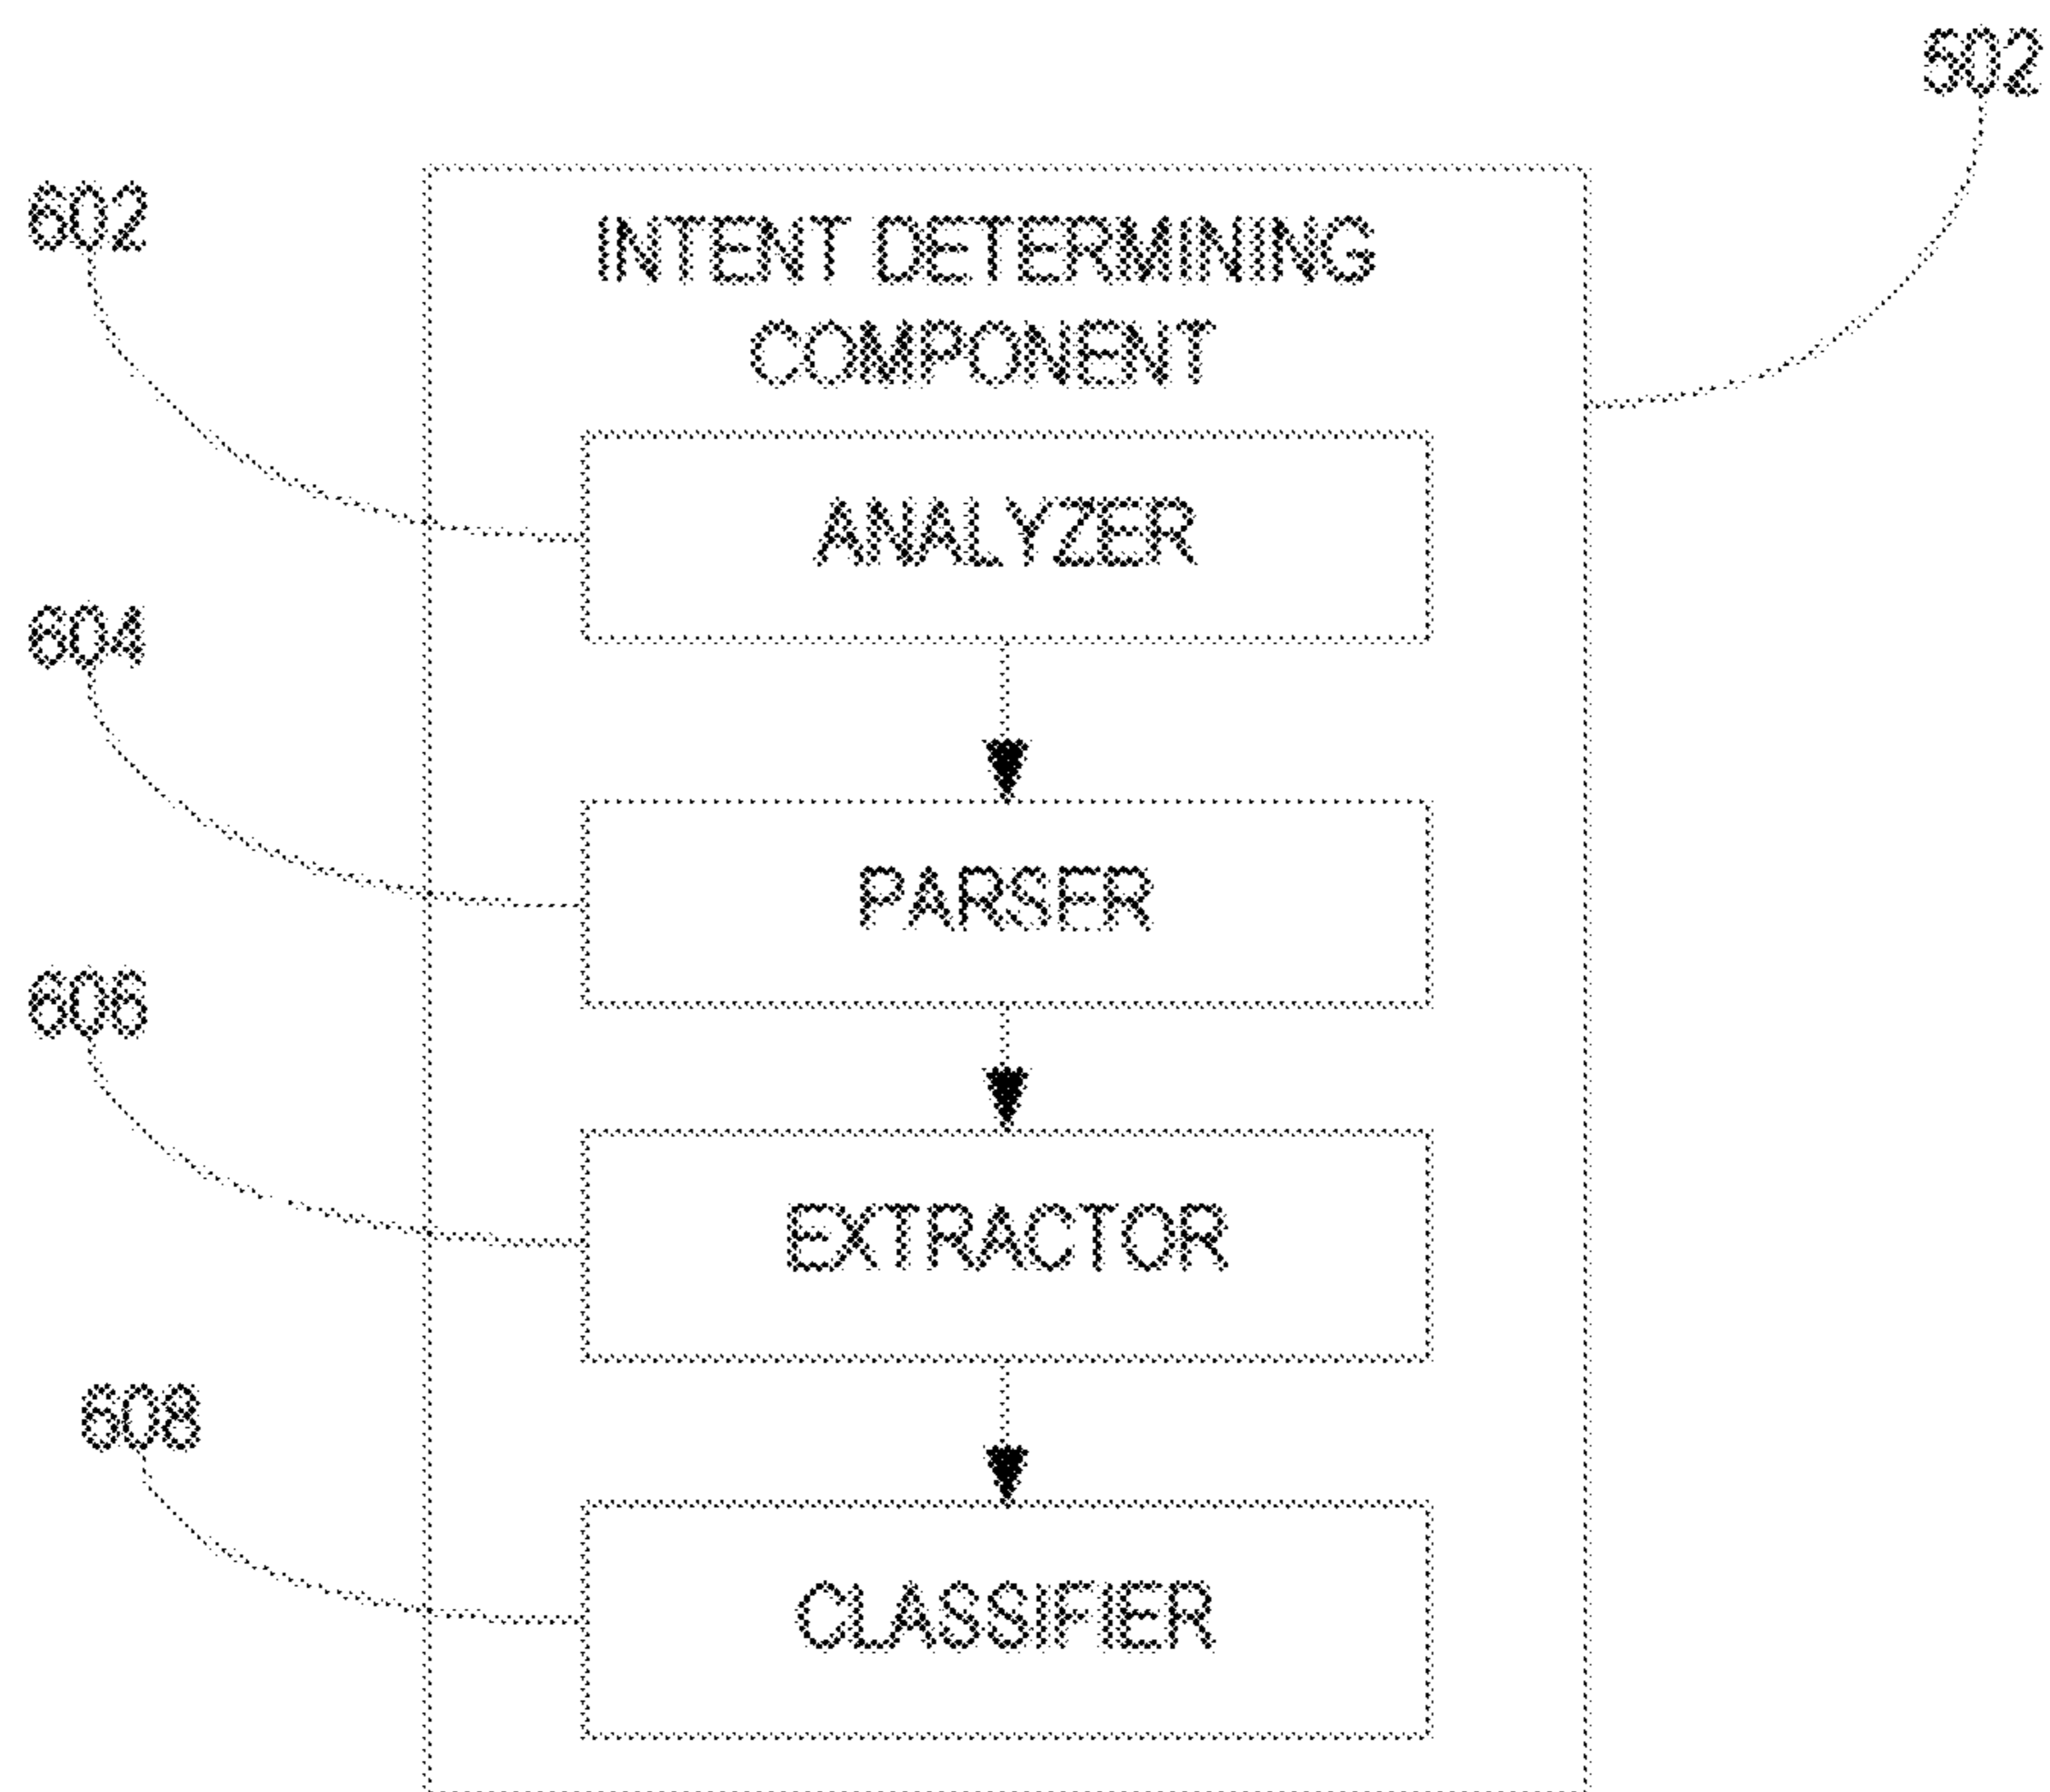 502
602
INTENT DETERMINING
COMPONENT
ANALYZER
604
PARSER
606
EXTRACTOR
608
CLASSIFIER